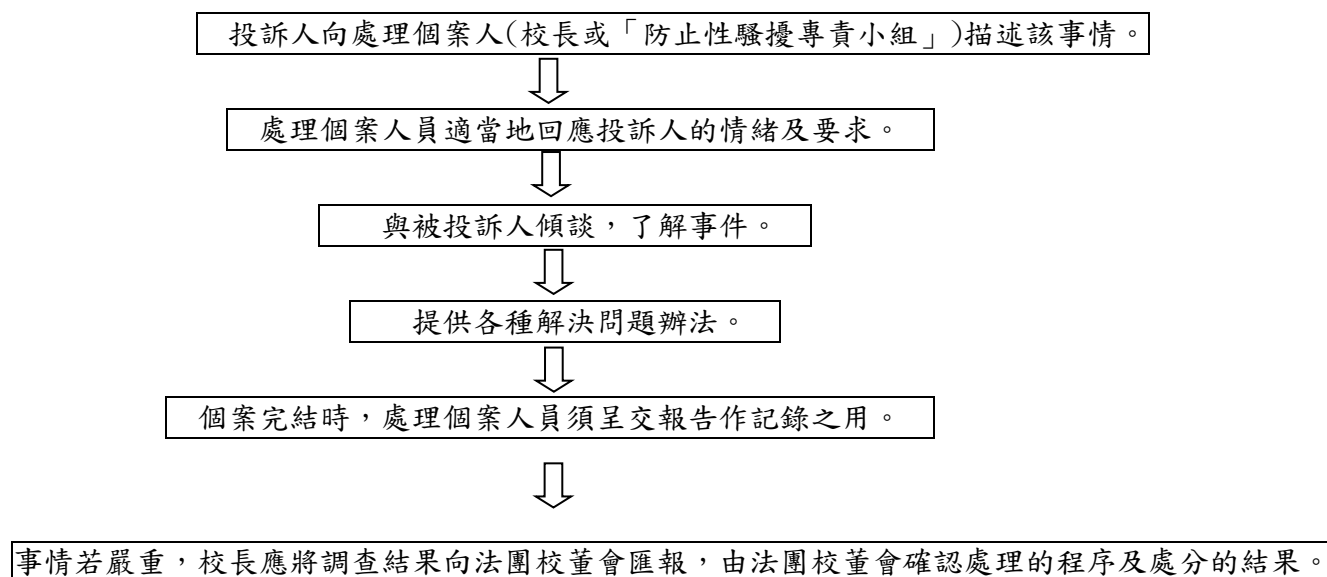 投訴人向處理個案人(校長或「防止性騷擾專責小組」)描述該事情。
處理個案人員適當地回應投訴人的情緒及要求。
與被投訴人傾談，了解事件。
提供各種解決問題辦法。
個案完結時，處理個案人員須呈交報告作記錄之用。
事情若嚴重，校長應將調查結果向法團校董會匯報，由法團校董會確認處理的程序及處分的結果。